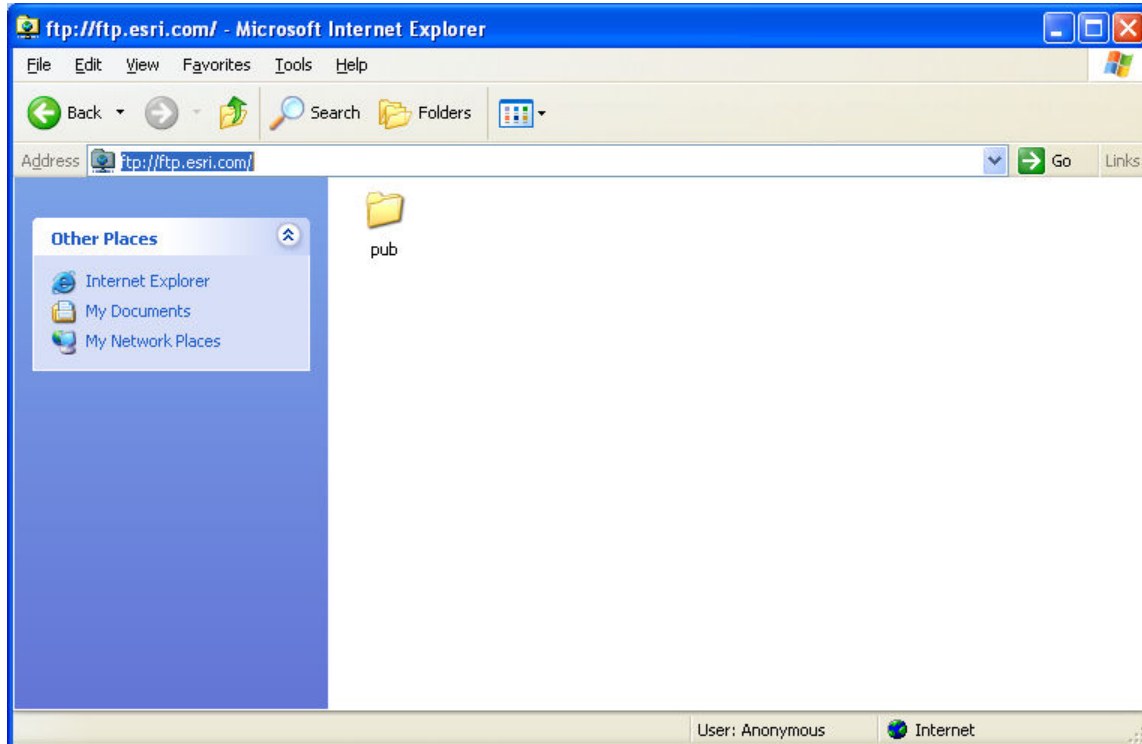 ftp://ftp.esri.com/ - Microsoft Internet Explorer
File Edit View Favorites Tools Help
Back Search Folders
Address ftp://ftp.esri.com/ Go Links
Other Places
Internet Explorer
My Documents
My Network Places
pub
User: Anonymous Internet